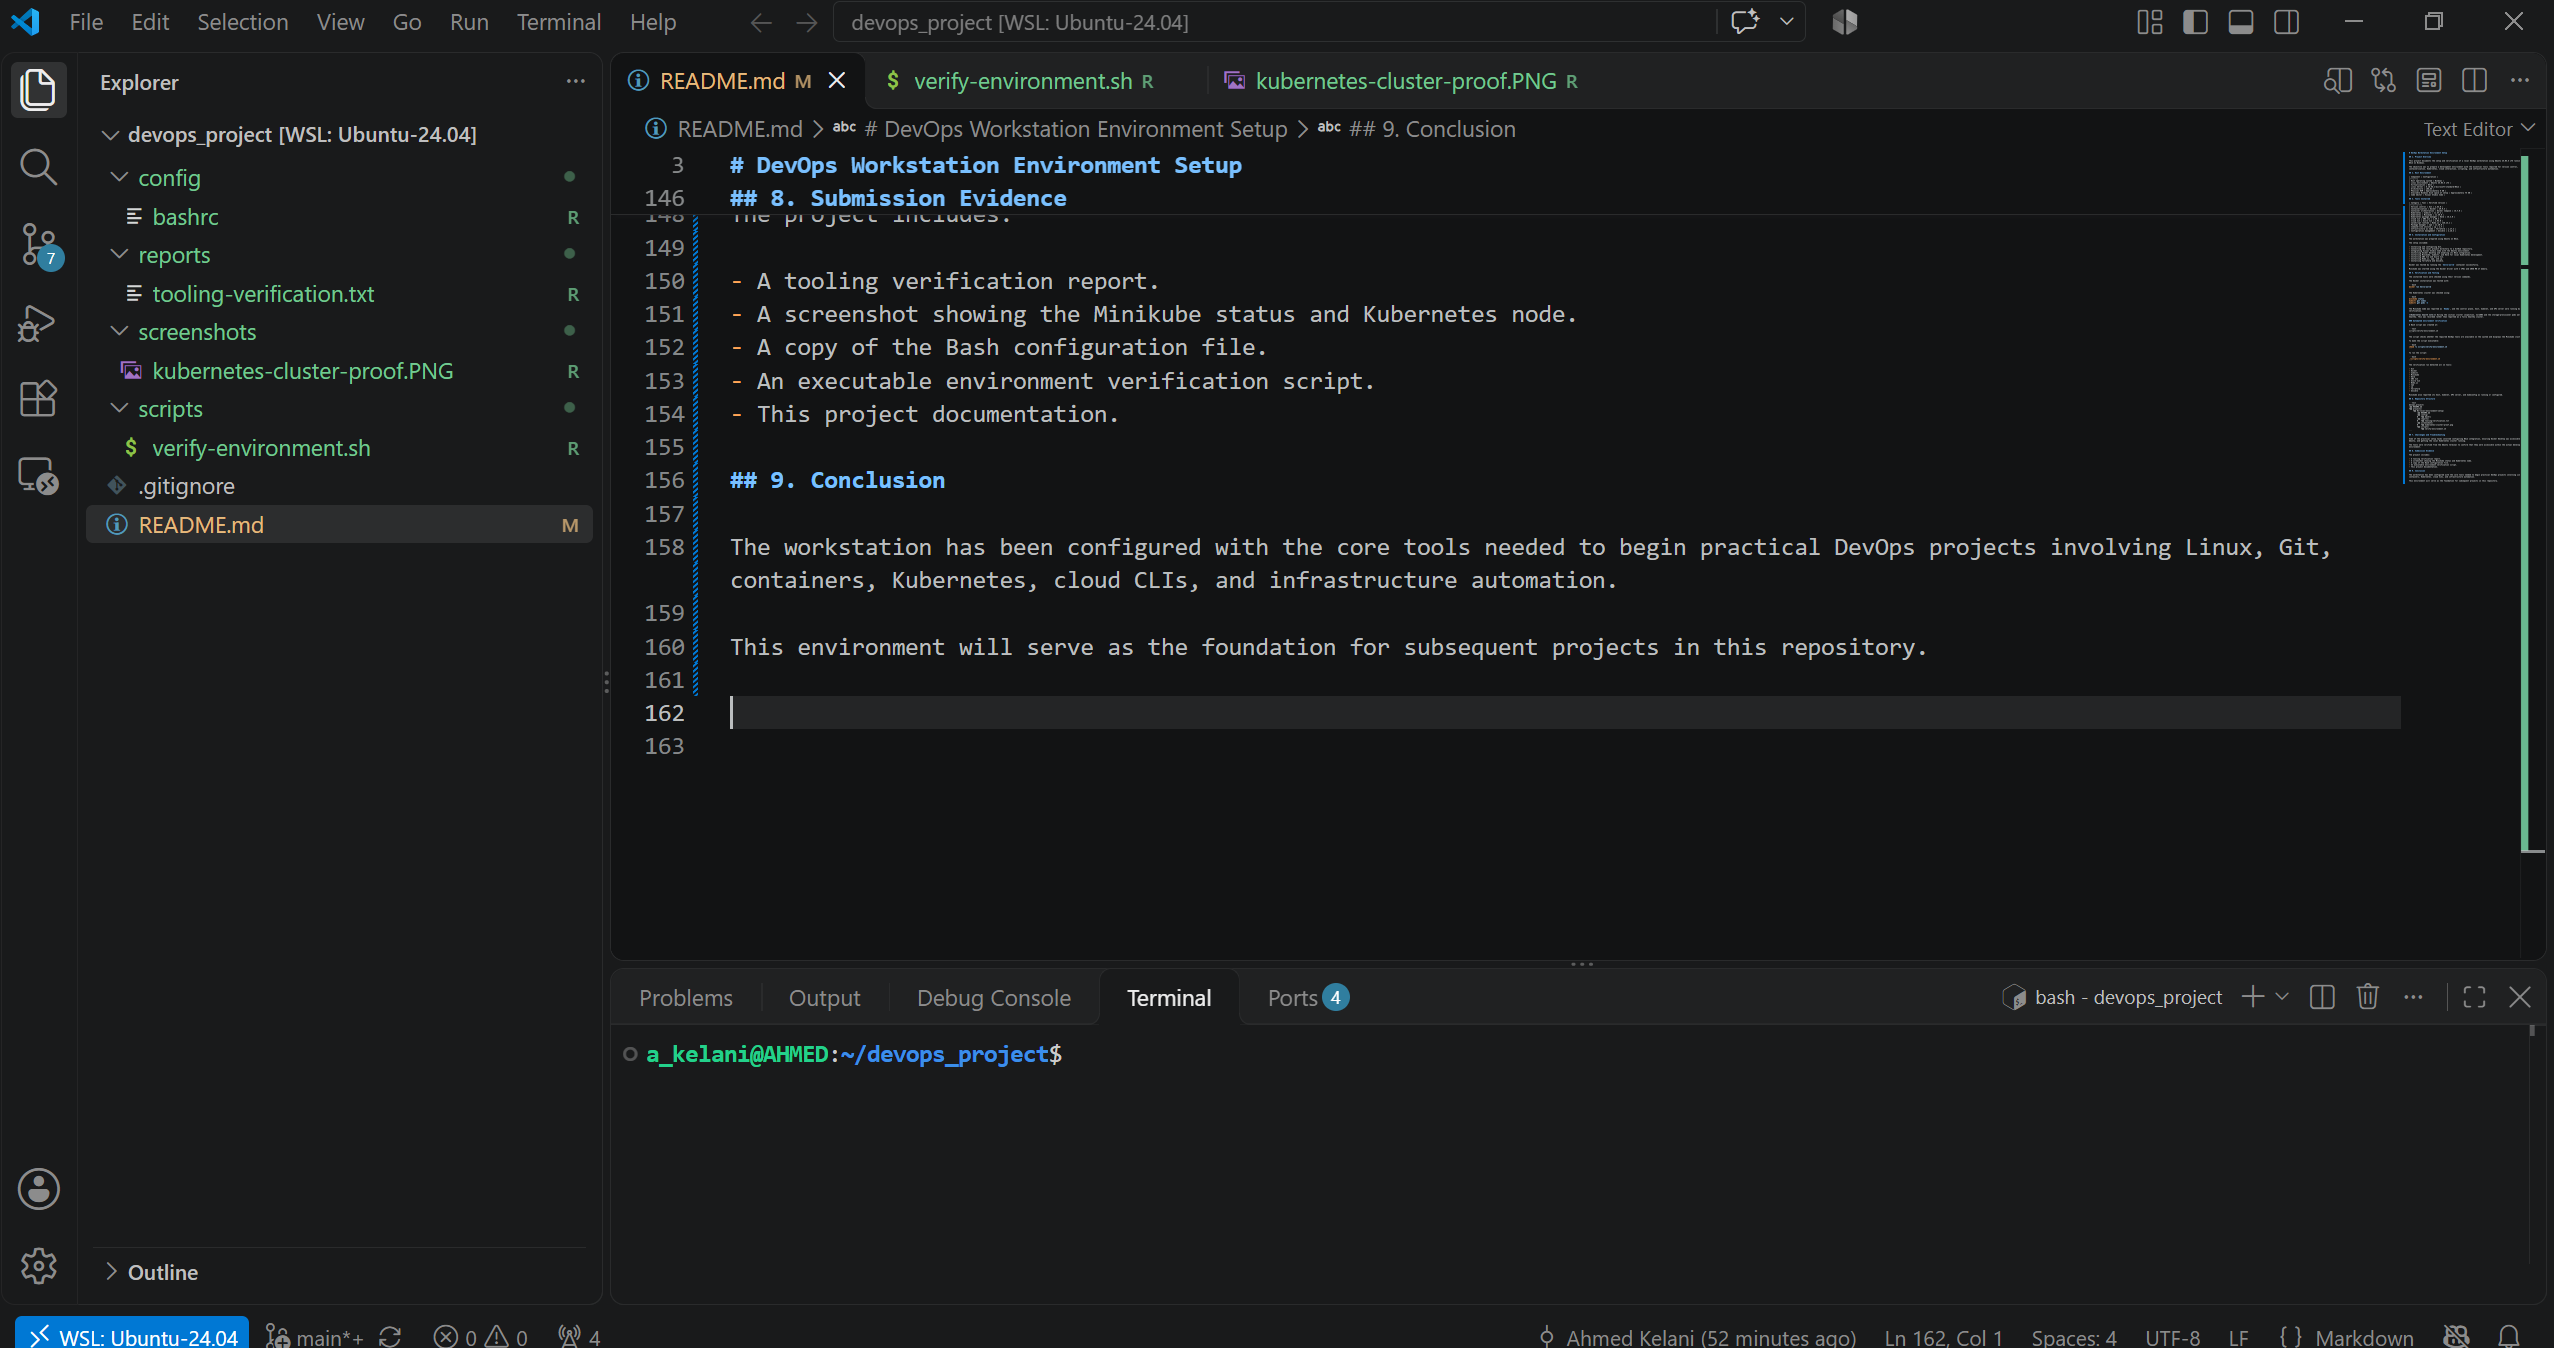 File Edit Selection View Go Run Terminal Help
devops_project [WSL: Ubuntu-24.04]
Explorer
devops_project [WSL: Ubuntu-24.04]
config
bashrc R
reports
tooling-verification.txt R
screenshots
kubernetes-cluster-proof.PNG R
scripts
verify-environment.sh R
.gitignore
README.md M
Outline
7
README.md M
$ verify-environment.sh R
kubernetes-cluster-proof.PNG R
README.md > abc # DevOps Workstation Environment Setup > abc ## 9. Conclusion
Text Editor
3 # DevOps Workstation Environment Setup
146 ## 8. Submission Evidence
148 The project includes:
149
150 - A tooling verification report.
151 - A screenshot showing the Minikube status and Kubernetes node.
152 - A copy of the Bash configuration file.
153 - An executable environment verification script.
154 - This project documentation.
155
156 ## 9. Conclusion
157
158 The workstation has been configured with the core tools needed to begin practical DevOps projects involving Linux, Git,
containers, Kubernetes, cloud CLIs, and infrastructure automation.
159
160 This environment will serve as the foundation for subsequent projects in this repository.
161
162
163
Problems Output Debug Console Terminal Ports 4
bash - devops_project
a_kelani@AHMED:~/devops_project$
WSL: Ubuntu-24.04 main*+ 0 0 4
Ahmed Kelani (52 minutes ago) Ln 162, Col 1 Spaces: 4 UTF-8 LF {} Markdown